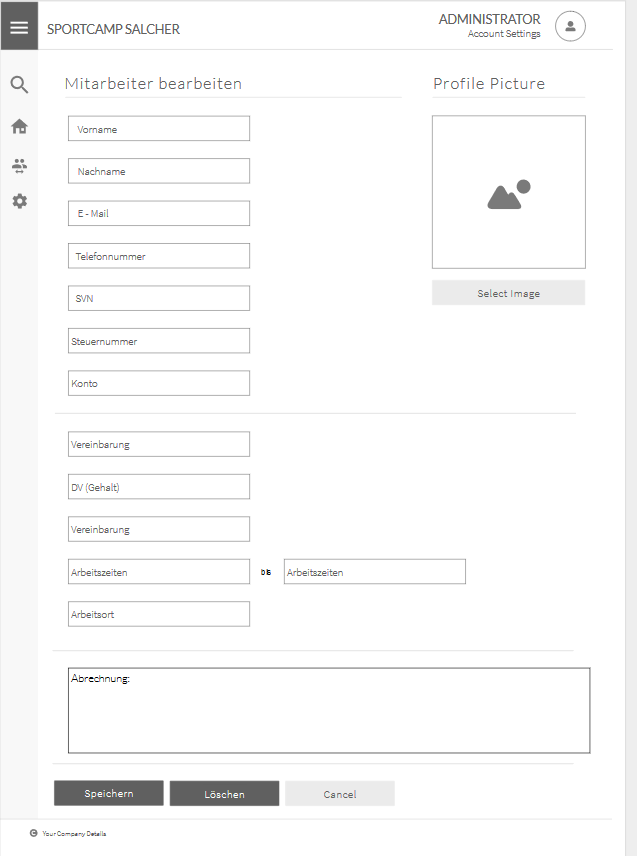 SPORTCAMP SALCHER
ADMINISTRATOR
Account Settings
Mitarbeiter bearbeiten
Profile Picture
Vorname
Nachname
E - Mail
Telefonnummer
SVN
Select Image
Steuernummer
Konto
Vereinbarung
DV (Gehalt)
Vereinbarung
Arbeitszeiten bis Arbeitszeiten
Arbeitsort
Abrechnung:
Speichern Löschen Cancel
© Your Company Details